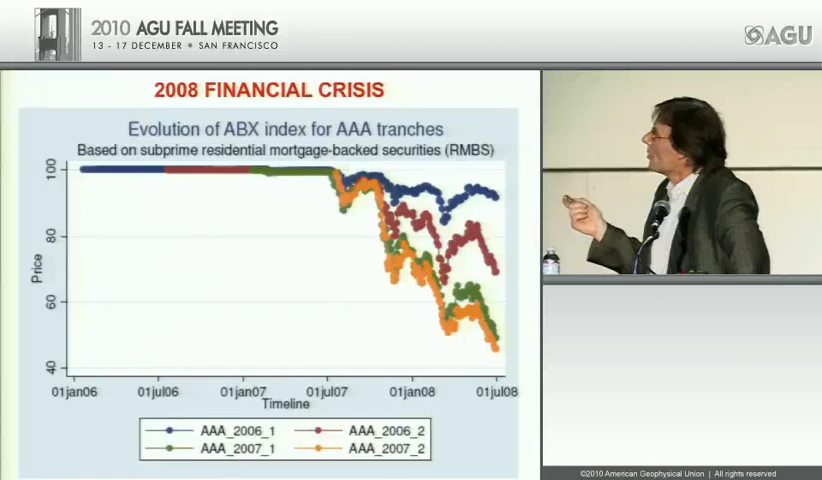 2010 AGU FALL MEETING
13 - 17 DECEMBER • SAN FRANCISCO
AGU
2008 FINANCIAL CRISIS
Evolution of ABX index for AAA tranches
Based on subprime residential mortgage-backed securities (RMBS)
100
80
60
40
Price
01jan06 01jul06 01jan07 01jul07 01jan08 01jul08
Timeline
AAA_2006_1 AAA_2006_2
AAA_2007_1 AAA_2007_2
©2010 American Geophysical Union | All rights reserved